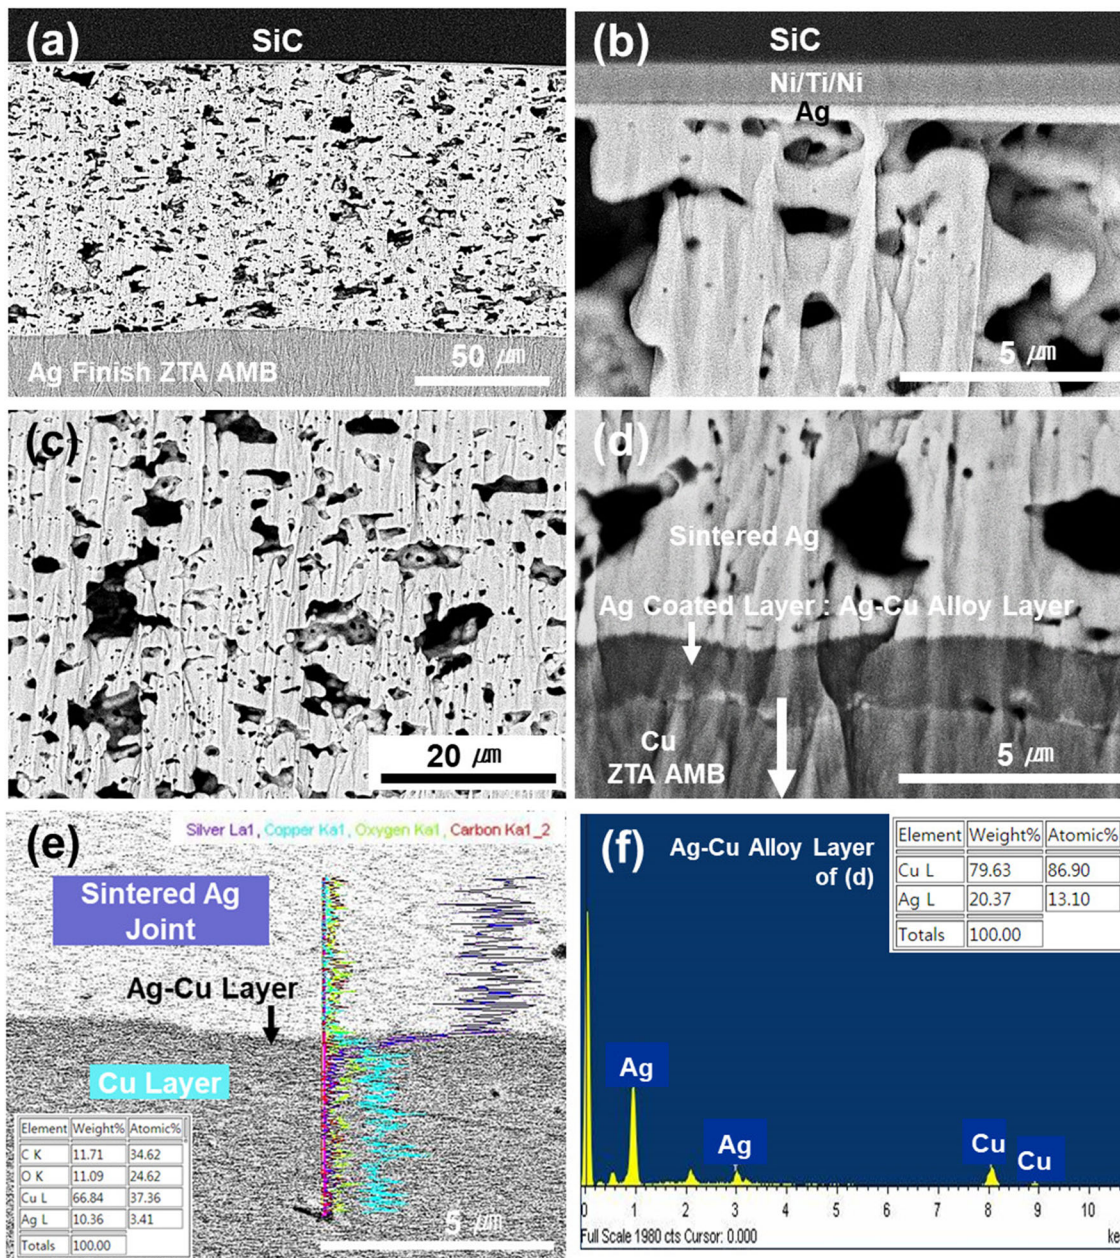 (a)
SiC
Ag Finish ZTA AMB
50 ㎛
(b)
SiC
Ni/Ti/Ni
Ag
5 ㎛
(c)
20 ㎛
(d)
Sintered Ag
Ag Coated Layer : Ag-Cu Alloy Layer
Cu
ZTA AMB
5 ㎛
(e)
Silver La1, Copper Ka1, Oxygen Ka1, Carbon Ka1_2
Sintered Ag
Joint
Ag-Cu Layer
Cu Layer
Element Weight% Atomic%
C K 11.71 34.62
O K 11.09 24.62
Cu L 66.84 37.36
Ag L 10.36 3.41
Totals 100.00
5 ㎛
(f)
Ag-Cu Alloy Layer
of (d)
Element Weight% Atomic%
Cu L 79.63 86.90
Ag L 20.37 13.10
Totals 100.00
Ag
Ag
Cu
Cu
0 1 2 3 4 5 6 7 8 9 10
Full Scale 1980 cts Cursor: 0.000